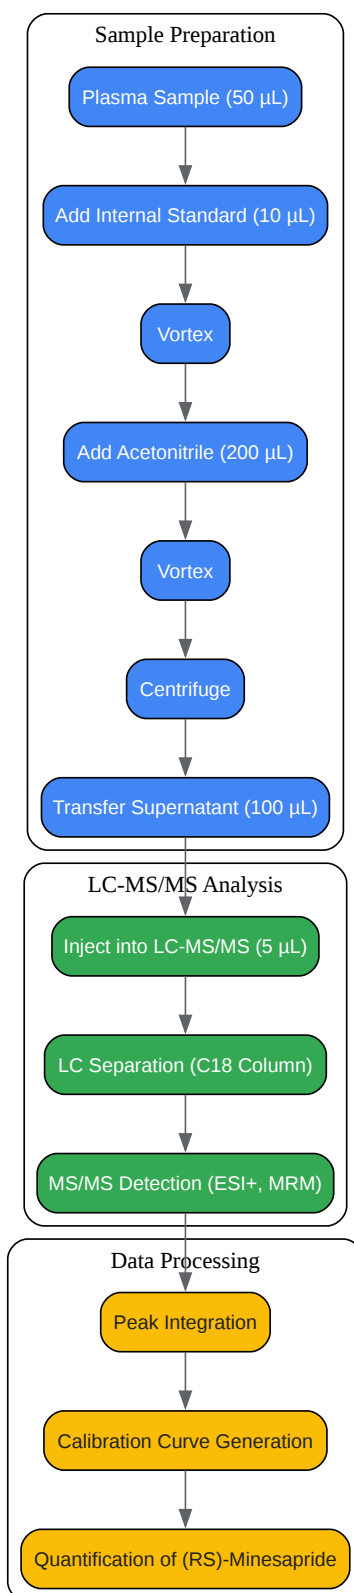 Sample Preparation
Plasma Sample (50 µL)
Add Internal Standard (10 µL)
Vortex
Add Acetonitrile (200 µL)
Vortex
Centrifuge
Transfer Supernatant (100 µL)
LC-MS/MS Analysis
Inject into LC-MS/MS (5 µL)
LC Separation (C18 Column)
MS/MS Detection (ESI+, MRM)
Data Processing
Peak Integration
Calibration Curve Generation
Quantification of (RS)-Minesapride